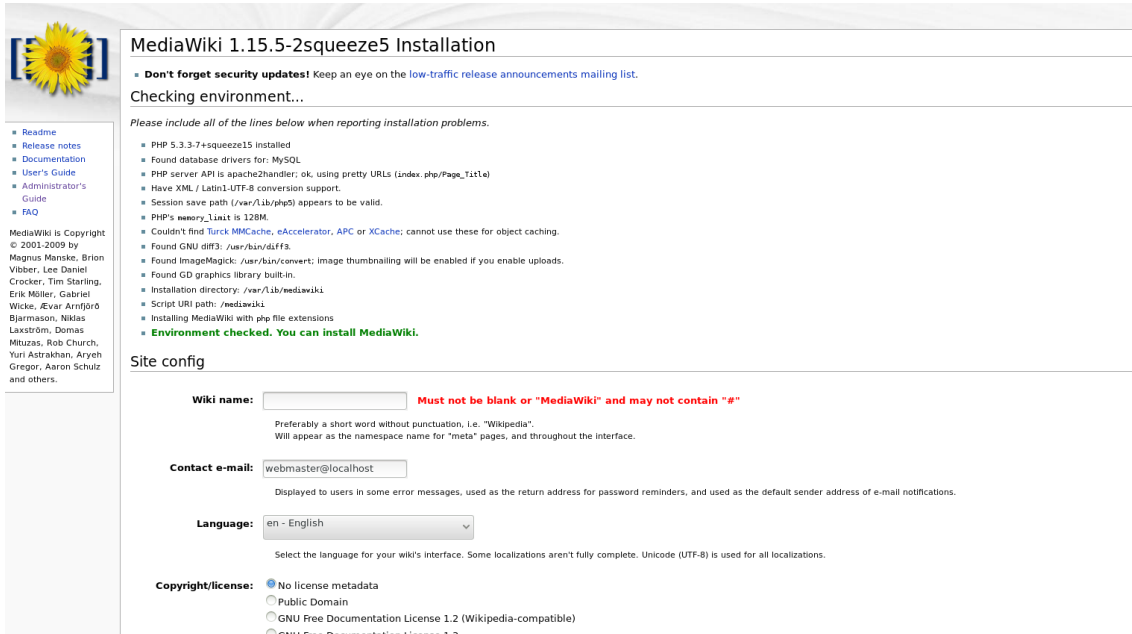 MediaWiki 1.15.5-2squeeze5 Installation
Don't forget security updates! Keep an eye on the low-traffic release announcements mailing list.
Checking environment...
Please include all of the lines below when reporting installation problems.
PHP 5.3.3-7+squeeze15 installed
Found database drivers for: MySQL
PHP server API is apache2handler; ok, using pretty URLs (index.php/Page_Title)
Have XML / Latin1-UTF-8 conversion support.
Session save path (/var/lib/php5) appears to be valid.
PHP's memory_limit is 128M.
Couldn't find Turck MMCache, eAccelerator, APC or XCache; cannot use these for object caching.
Found GNU diff3: /usr/bin/diff3.
Found ImageMagick: /usr/bin/convert; image thumbnailing will be enabled if you enable uploads.
Found GD graphics library built-in.
Installation directory: /var/lib/mediawiki
Script URI path: /mediawiki
Installing MediaWiki with php file extensions
Environment checked. You can install MediaWiki.
Site config
Wiki name: Must not be blank or "MediaWiki" and may not contain "#"
Preferably a short word without punctuation, i.e. "Wikipedia".
Will appear as the namespace name for "meta" pages, and throughout the interface.
Contact e-mail: webmaster@localhost
Displayed to users in some error messages, used as the return address for password reminders, and used as the default sender address of e-mail notifications.
Language: en - English
Select the language for your wiki's interface. Some localizations aren't fully complete. Unicode (UTF-8) is used for all localizations.
Copyright/license: No license metadata
Public Domain
GNU Free Documentation License 1.2 (Wikipedia-compatible)
Readme
Release notes
Documentation
User's Guide
Administrator's
Guide
FAQ
MediaWiki is Copyright
© 2001-2009 by
Magnus Manske, Brion
Vibber, Lee Daniel
Crocker, Tim Starling,
Erik Möller, Gabriel
Wicke, Ævar Arnfjörð
Bjarmason, Niklas
Laxström, Domas
Mituzas, Rob Church,
Yuri Astrakhan, Aryeh
Gregor, Aaron Schulz
and others.